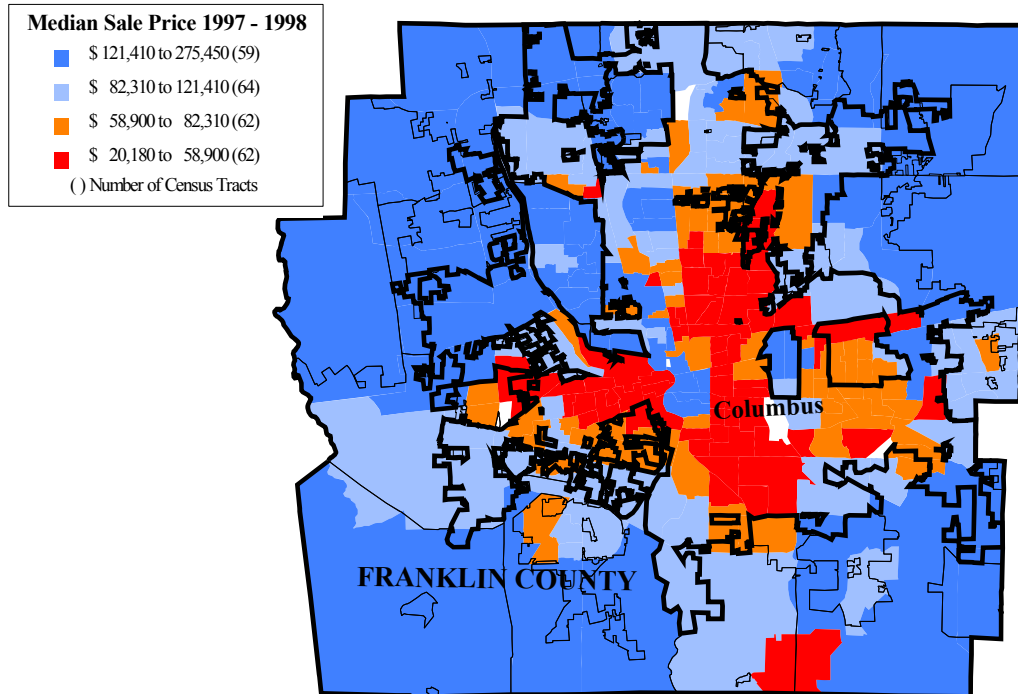 Median Sale Price 1997 - 1998
$ 121,410 to 275,450 (59)
$ 82,310 to 121,410 (64)
$ 58,900 to 82,310 (62)
$ 20,180 to 58,900 (62)
( ) Number of Census Tracts
Columbus
FRANKLIN COUNTY